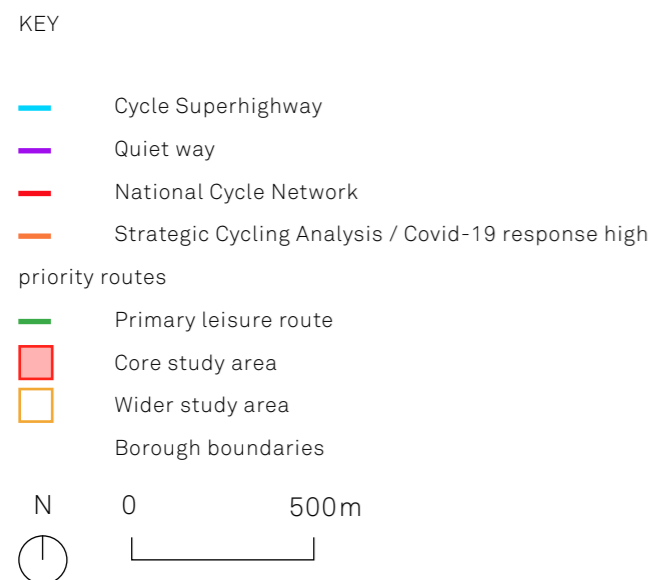 KEY
Cycle Superhighway
Quiet way
National Cycle Network
Strategic Cycling Analysis / Covid-19 response high
priority routes
Primary leisure route
Core study area
Wider study area
Borough boundaries
N 0 500m